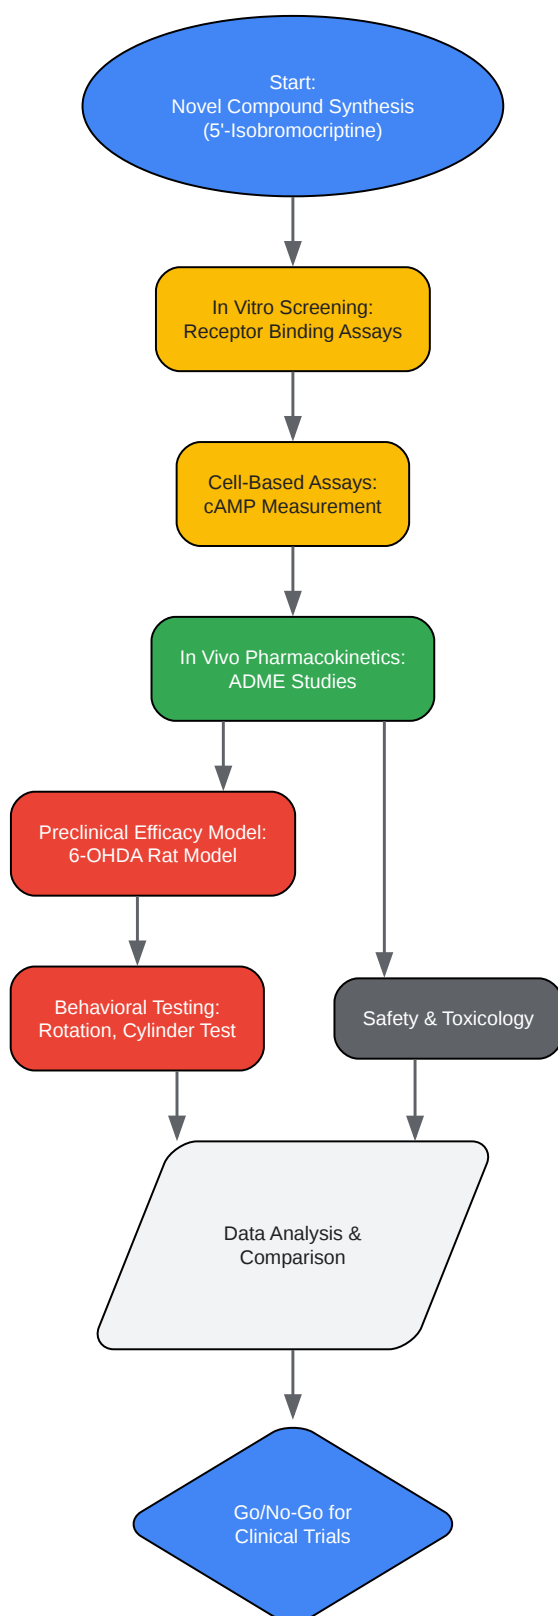 Start:
Novel Compound Synthesis
(5'-Isobromocriptine)
In Vitro Screening:
Receptor Binding Assays
Cell-Based Assays:
cAMP Measurement
In Vivo Pharmacokinetics:
ADME Studies
Preclinical Efficacy Model:
6-OHDA Rat Model
Behavioral Testing:
Rotation, Cylinder Test
Safety & Toxicology
Data Analysis &
Comparison
Go/No-Go for
Clinical Trials